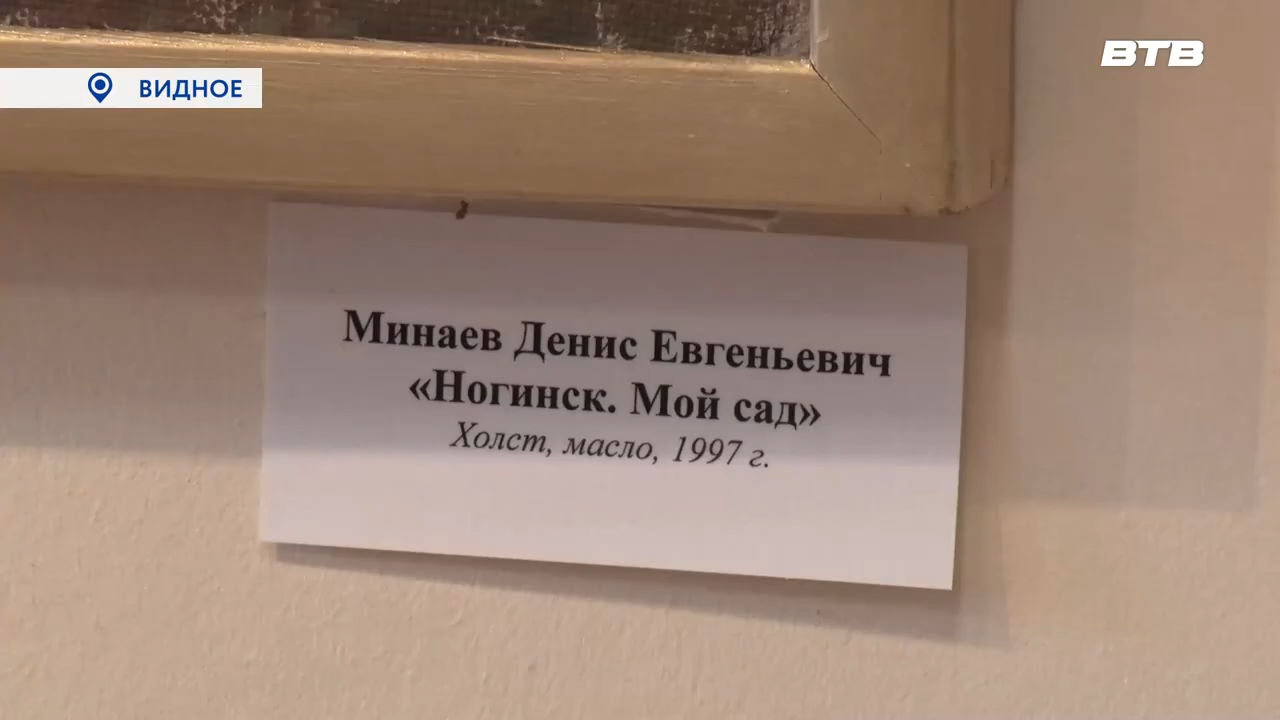 ВИДНОЕ
ВТВ
Минаев Денис Евгеньевич
«Ногинск. Мой сад»
Холст, масло, 1997 г.